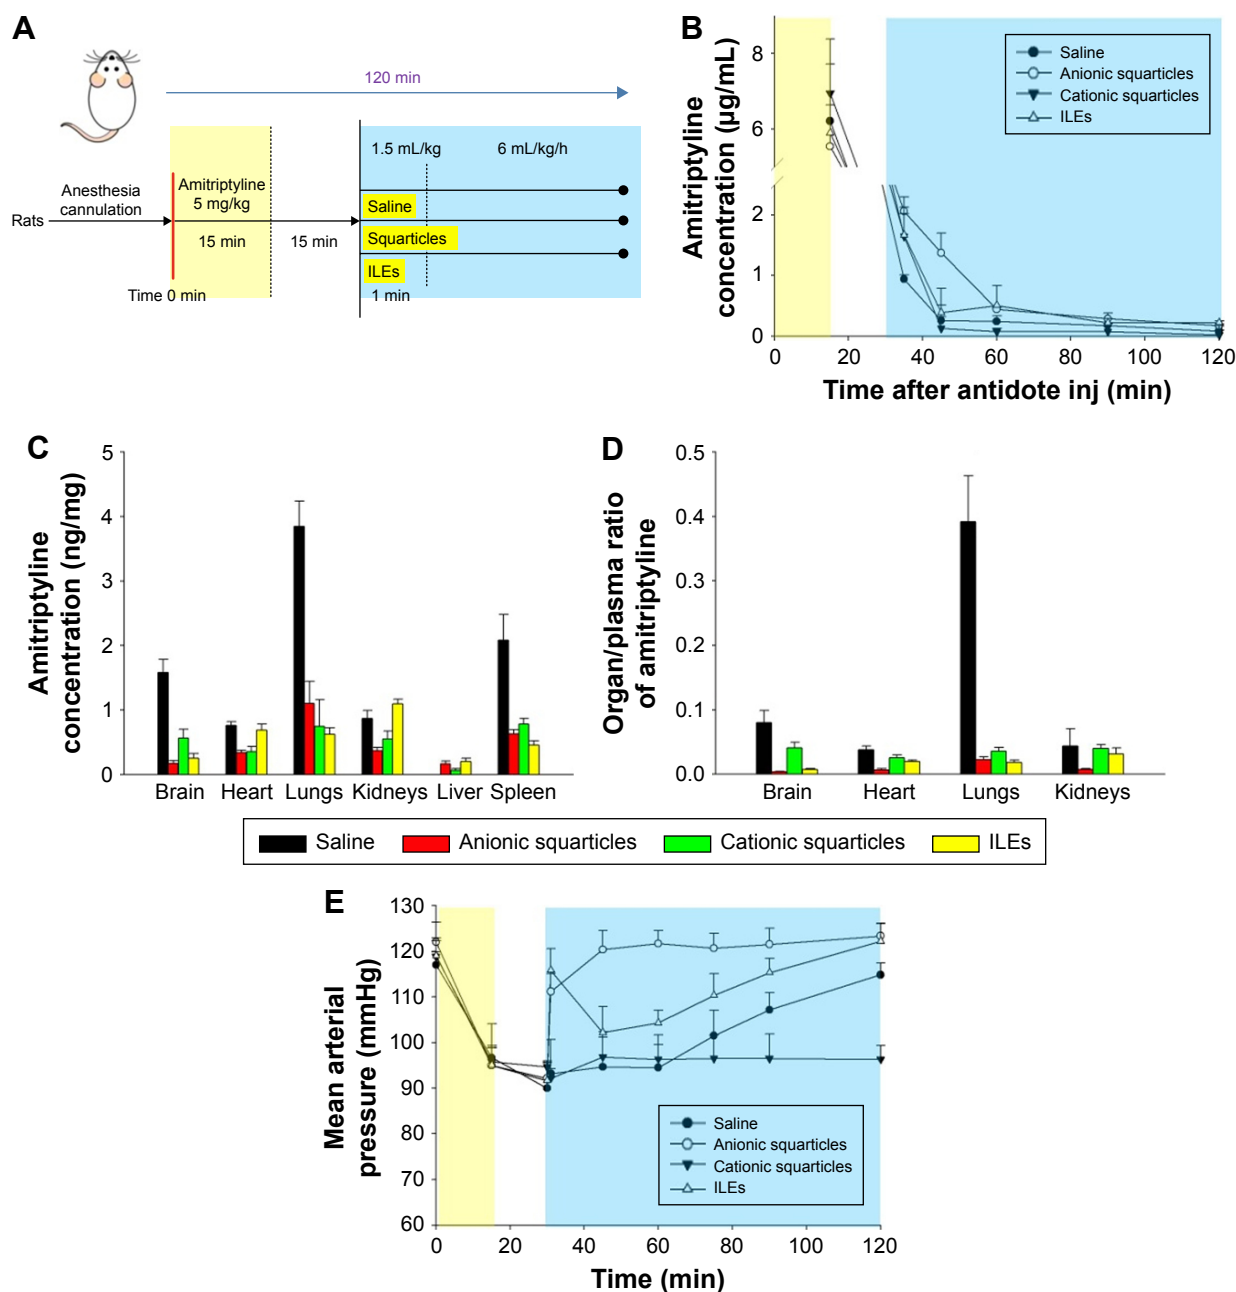 A
120 min
1.5 mL/kg
6 mL/kg/h
Anesthesia
cannulation
Amitriptyline
5 mg/kg
Rats
15 min
15 min
Saline
Squarticles
ILEs
Time 0 min
1 min
B
Amitriptyline
concentration (µg/mL)
8
6
2
1
0
Saline
Anionic squarticles
Cationic squarticles
ILEs
0
20
40
60
80
100
120
Time after antidote inj (min)
C
Amitriptyline
concentration (ng/mg)
5
4
3
2
1
0
Brain
Heart
Lungs
Kidneys
Liver
Spleen
D
Organ/plasma ratio
of amitriptyline
0.5
0.4
0.3
0.2
0.1
0.0
Brain
Heart
Lungs
Kidneys
Saline
Anionic squarticles
Cationic squarticles
ILEs
E
Mean arterial
pressure (mmHg)
130
120
110
100
90
80
70
60
Saline
Anionic squarticles
Cationic squarticles
ILEs
0
20
40
60
80
100
120
Time (min)